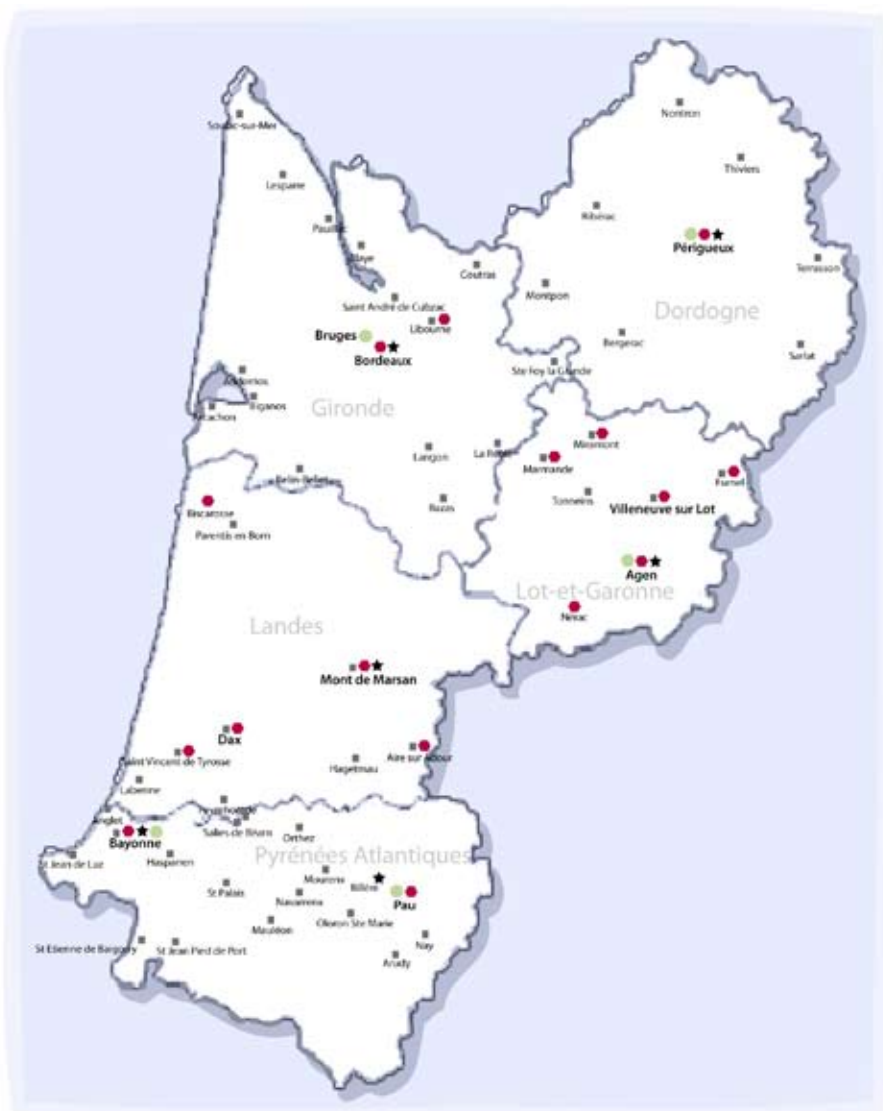 Nontron
Soulac-sur-Mer
Thiviers
Lesparre
Ribérac
Pauillac
Périgueux
Blaye
Terrasson
Coutras
Montpon
Saint André de Cubzac
Dordogne
Libourne
Bruges
Bergerac
Bordeaux
Sarlat
Ste Foy la Grande
Biganos
Gironde
Arcachon
Miramont
Langon
Marmande
Fumel
Tonneins
Bazas
Villeneuve sur Lot
Biscarosse
Parentis en Born
Agen
Lot-et-Garonne
Nérac
Landes
Mont de Marsan
Dax
Aire sur Adour
Saint Vincent de Tyrosse
Hagetmau
Labenne
Anglet
Salies de Béarn
Orthez
Bayonne
Pyrénées Atlantiques
St Jean de Luz
Hasparren
Mourenx
Billère
St Palais
Navarrenx
Pau
Oloron Ste Marie
Mauléon
Nay
St Etienne de Baigorry
St Jean Pied de Port
Arudy